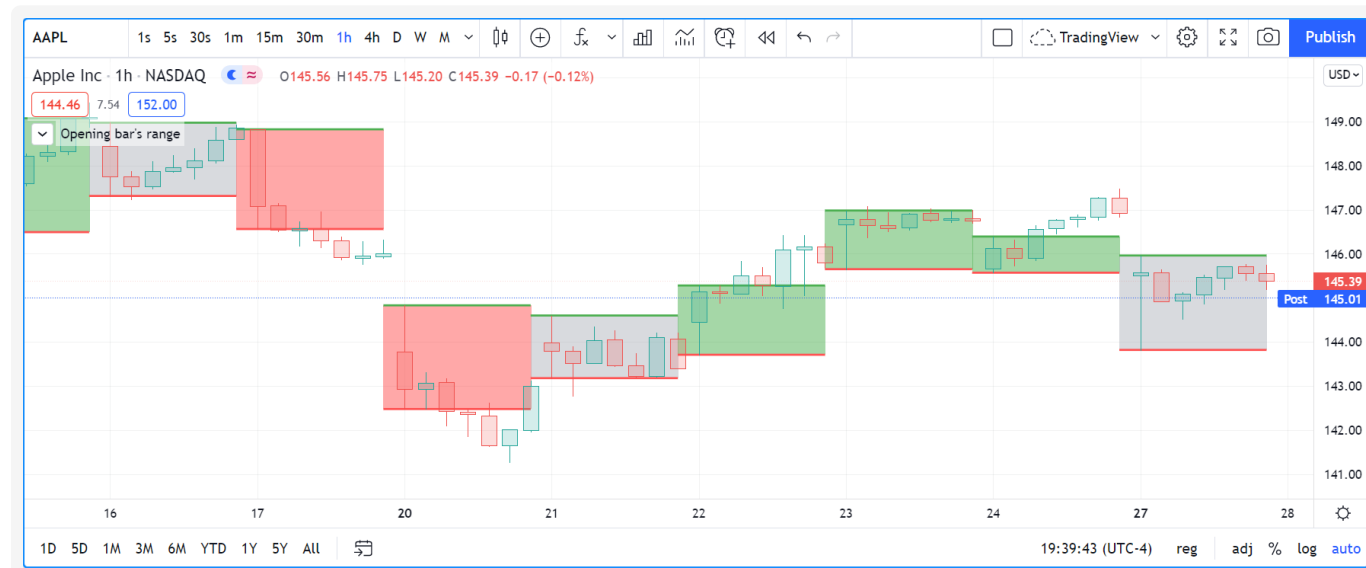 AAPL 1s 5s 30s 1m 15m 30m 1h 4h D W M TradingView Publish
Apple Inc · 1h · NASDAQ O145.56 H145.75 L145.20 C145.39 −0.17 (−0.12%) USD
144.46 7.54 152.00
Opening bar's range
149.00
148.00
147.00
146.00
145.39
Post 145.01
144.00
143.00
142.00
141.00
16 17 20 21 22 23 24 27 28
1D 5D 1M 3M 6M YTD 1Y 5Y All 19:39:43 (UTC-4) reg adj % log auto